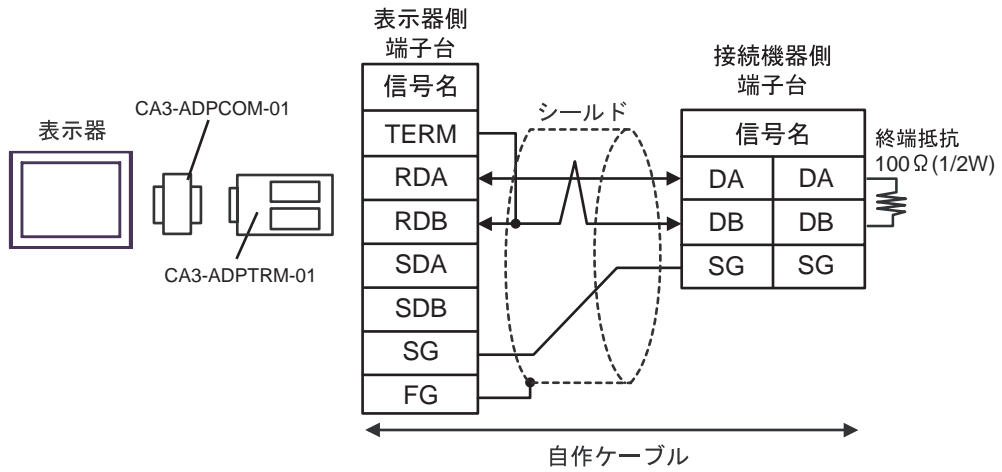 表示器側
端子台
接続機器側
端子台
信号名
CA3-ADPCOM-01
シールド
表示器
TERM
信号名
終端抵抗
100Ω(1/2W)
RDA
DA
DA
RDB
DB
DB
SDA
SG
SG
CA3-ADPTRM-01
SDB
SG
FG
自作ケーブル